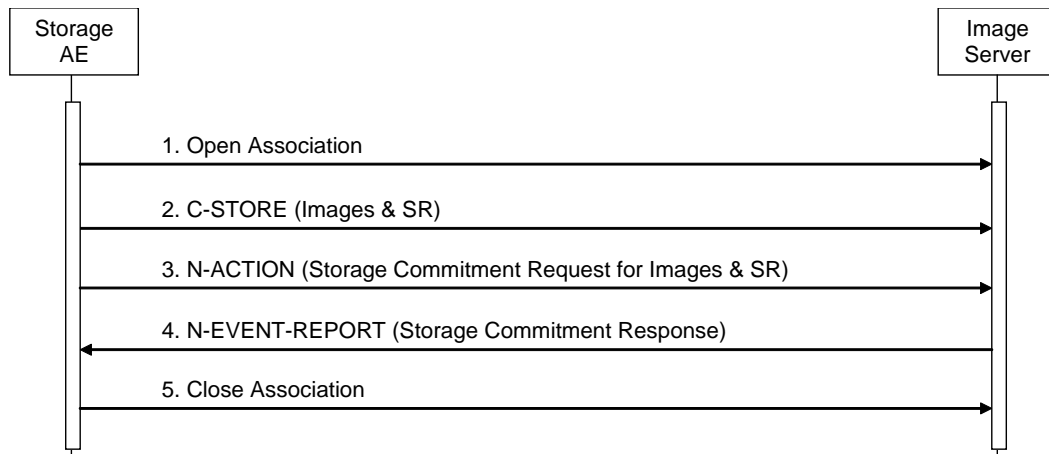 Storage
AE
Image
Server
1. Open Association
2. C-STORE (Images & SR)
3. N-ACTION (Storage Commitment Request for Images & SR)
4. N-EVENT-REPORT (Storage Commitment Response)
5. Close Association